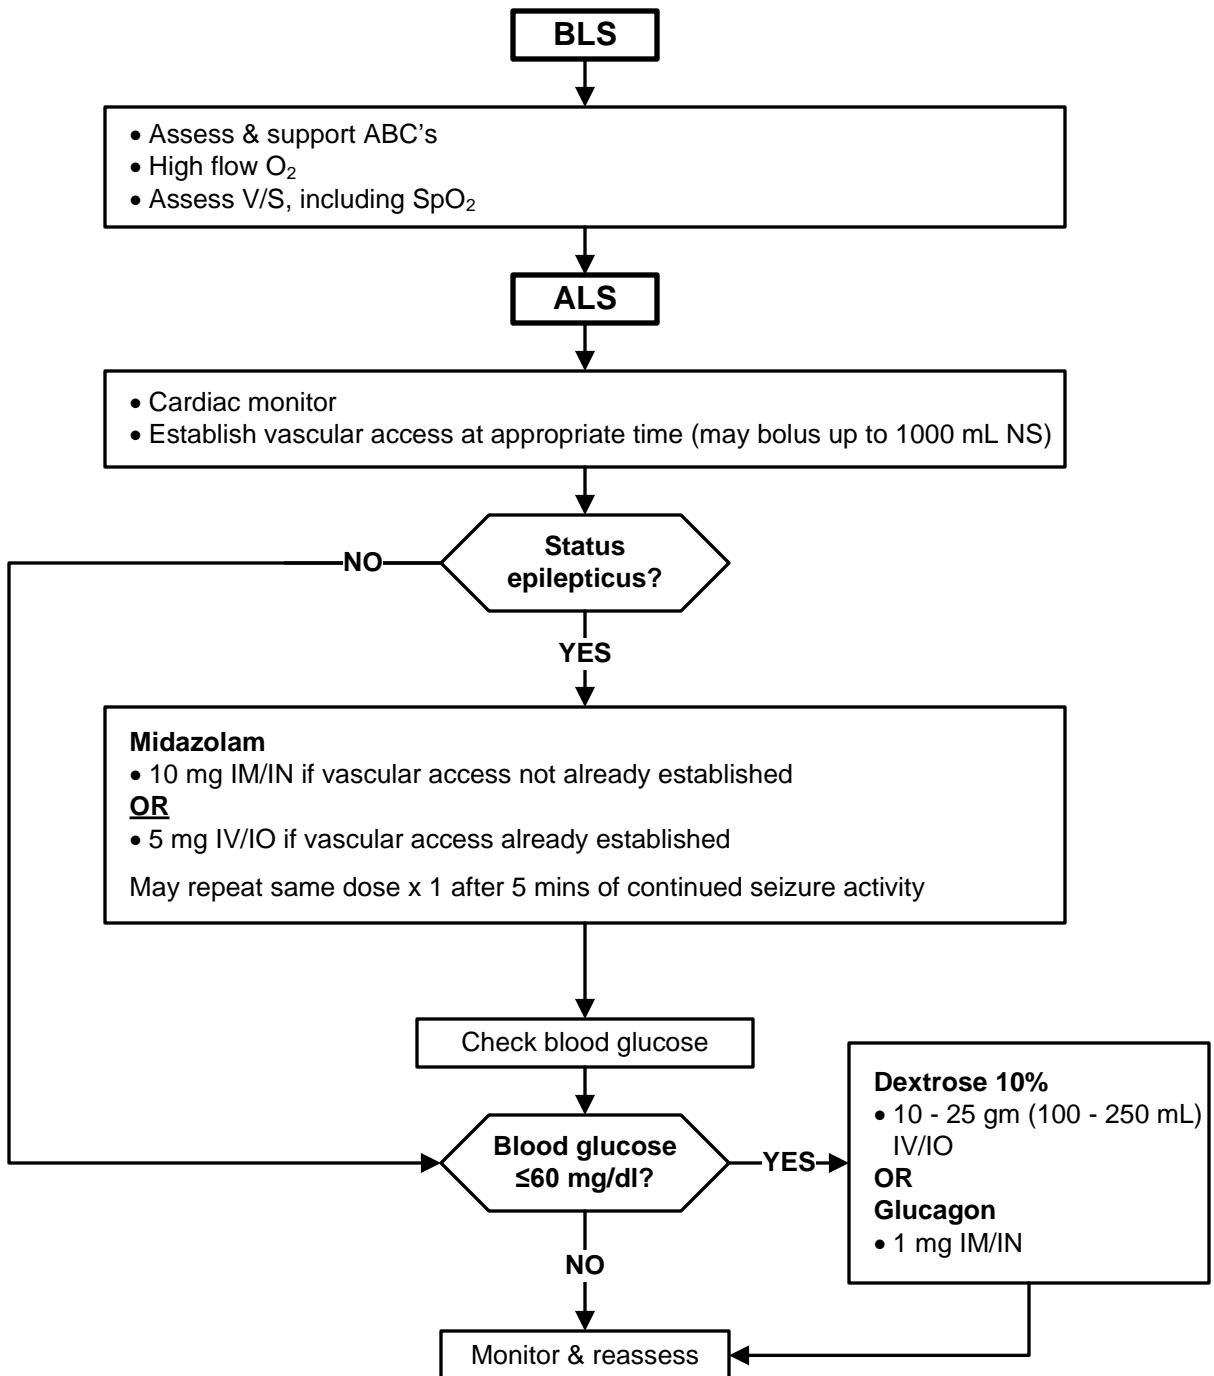 BLS
• Assess & support ABC’s
• High flow O₂
• Assess V/S, including SpO₂
ALS
• Cardiac monitor
• Establish vascular access at appropriate time (may bolus up to 1000 mL NS)
Status
epilepticus?
NO
YES
Midazolam
• 10 mg IM/IN if vascular access not already established
OR
• 5 mg IV/IO if vascular access already established
May repeat same dose x 1 after 5 mins of continued seizure activity
Check blood glucose
Blood glucose
≤60 mg/dl?
YES
Dextrose 10%
• 10 - 25 gm (100 - 250 mL)
IV/IO
OR
Glucagon
• 1 mg IM/IN
NO
Monitor & reassess